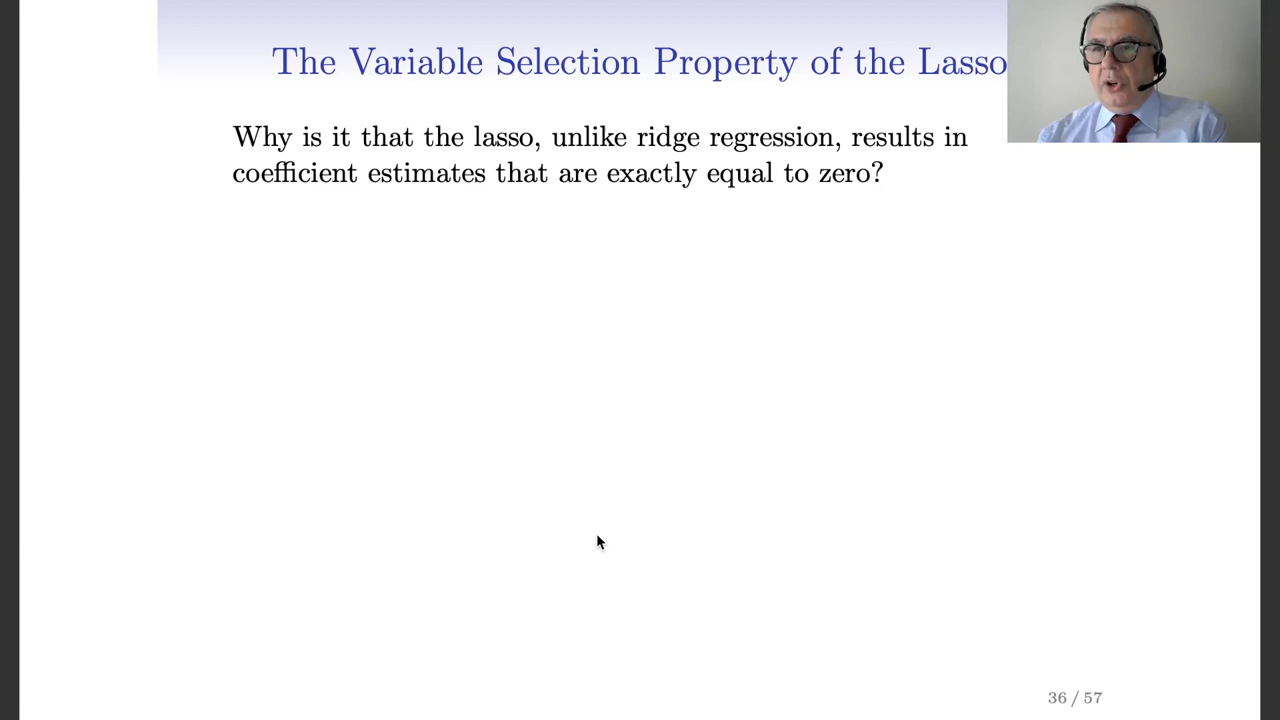 The Variable Selection Property of the Lasso
Why is it that the lasso, unlike ridge regression, results in
coefficient estimates that are exactly equal to zero?
36 / 57